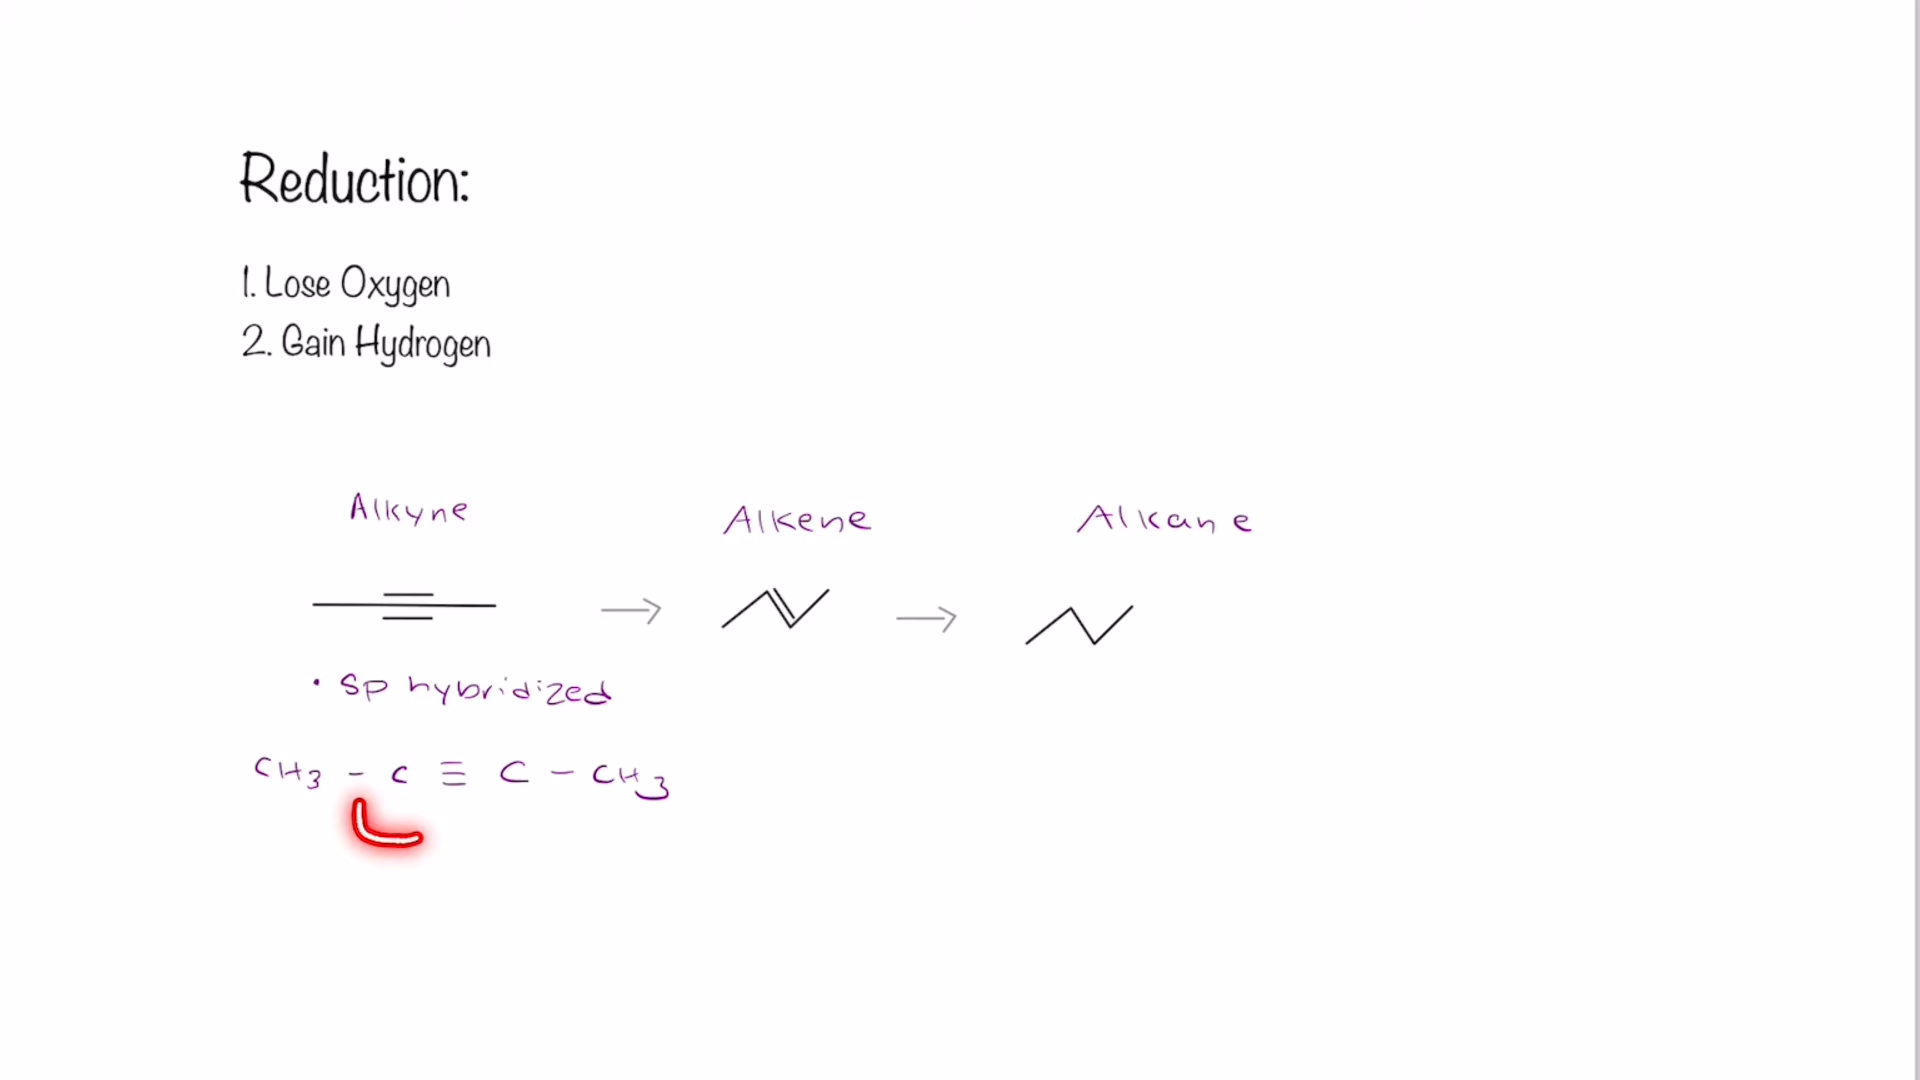 Reduction:
1. Lose Oxygen
2. Gain Hydrogen
Alkyne Alkene Alkane
• Sp hybridized
CH3 - C ≡ C - CH3